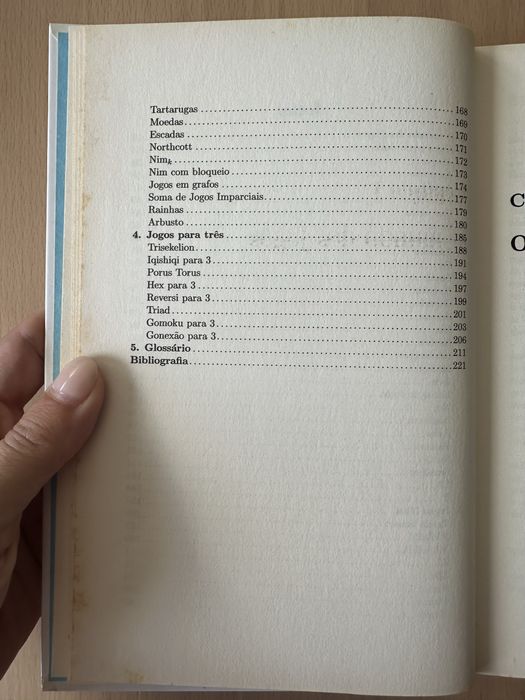 Tartarugas ..... 168
Moedas ..... 169
Escadas ..... 170
Northcott ..... 171
Nimₖ ..... 172
Nim com bloqueio ..... 173
Jogos em grafos ..... 174
Soma de Jogos Imparciais ..... 177
Rainhas ..... 179
Arbusto ..... 180
4. Jogos para três ..... 185
Trisekelion ..... 188
Iqishiqi para 3 ..... 191
Porus Torus ..... 194
Hex para 3 ..... 197
Reversi para 3 ..... 199
Triad ..... 201
Gomoku para 3 ..... 203
Gonexão para 3 ..... 206
5. Glossário ..... 211
Bibliografia ..... 221